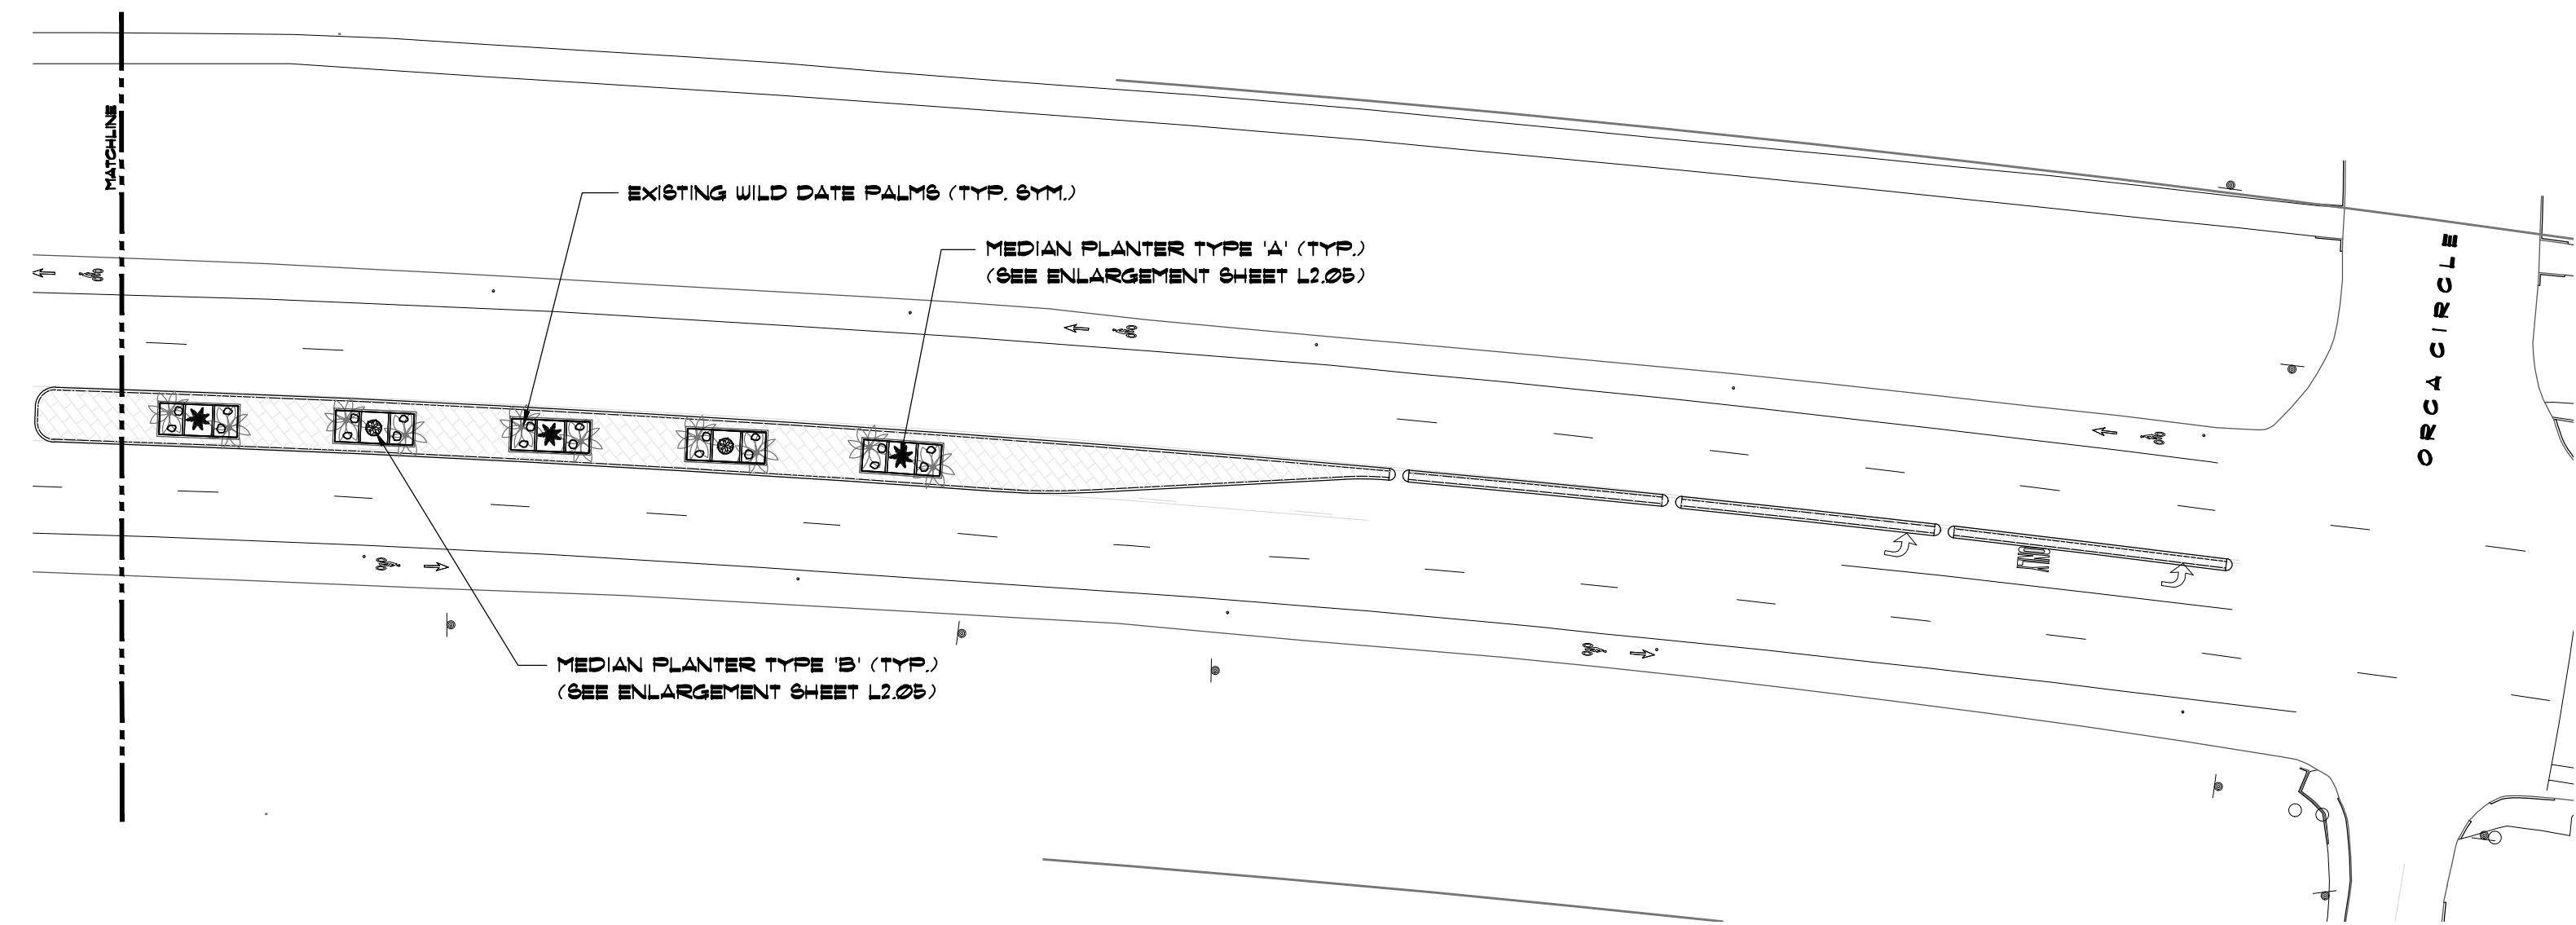 MATCHLINE
EXISTING WILD DATE PALMS (TYP. SYM.)
MEDIAN PLANTER TYPE 'A' (TYP.)
(SEE ENLARGEMENT SHEET L2.05)
ORCA CIRCLE
ONLY
MEDIAN PLANTER TYPE 'B' (TYP.)
(SEE ENLARGEMENT SHEET L2.05)